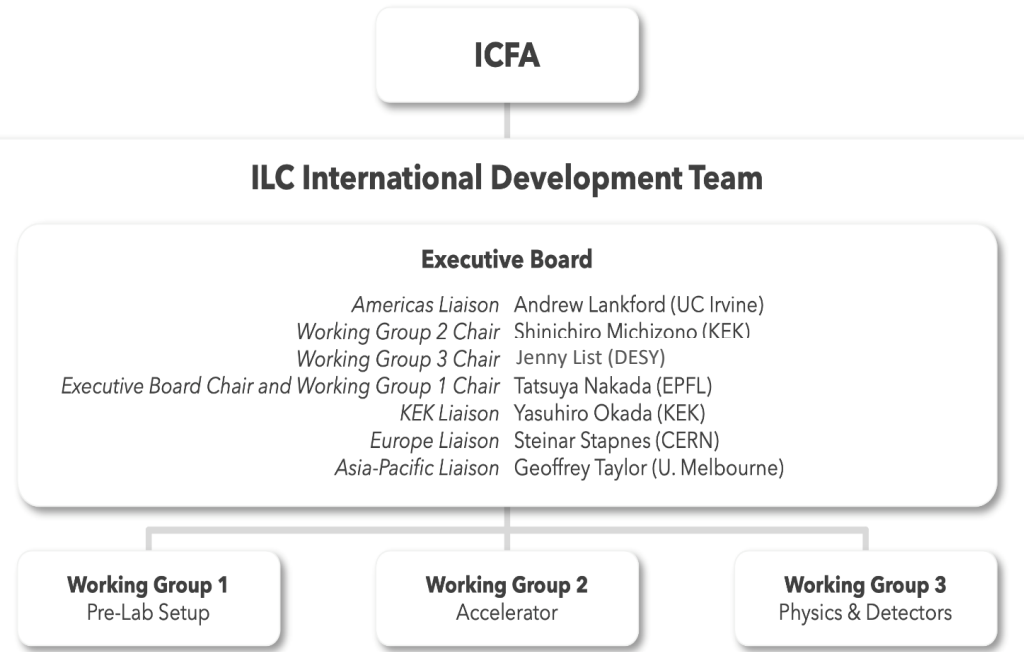 ICFA
ILC International Development Team
Executive Board
Americas Liaison Andrew Lankford (UC Irvine)
Working Group 2 Chair Shinichiro Michizono (KEK)
Working Group 3 Chair Jenny List (DESY)
Executive Board Chair and Working Group 1 Chair Tatsuya Nakada (EPFL)
KEK Liaison Yasuhiro Okada (KEK)
Europe Liaison Steinar Stapnes (CERN)
Asia-Pacific Liaison Geoffrey Taylor (U. Melbourne)
Working Group 1
Pre-Lab Setup
Working Group 2
Accelerator
Working Group 3
Physics & Detectors